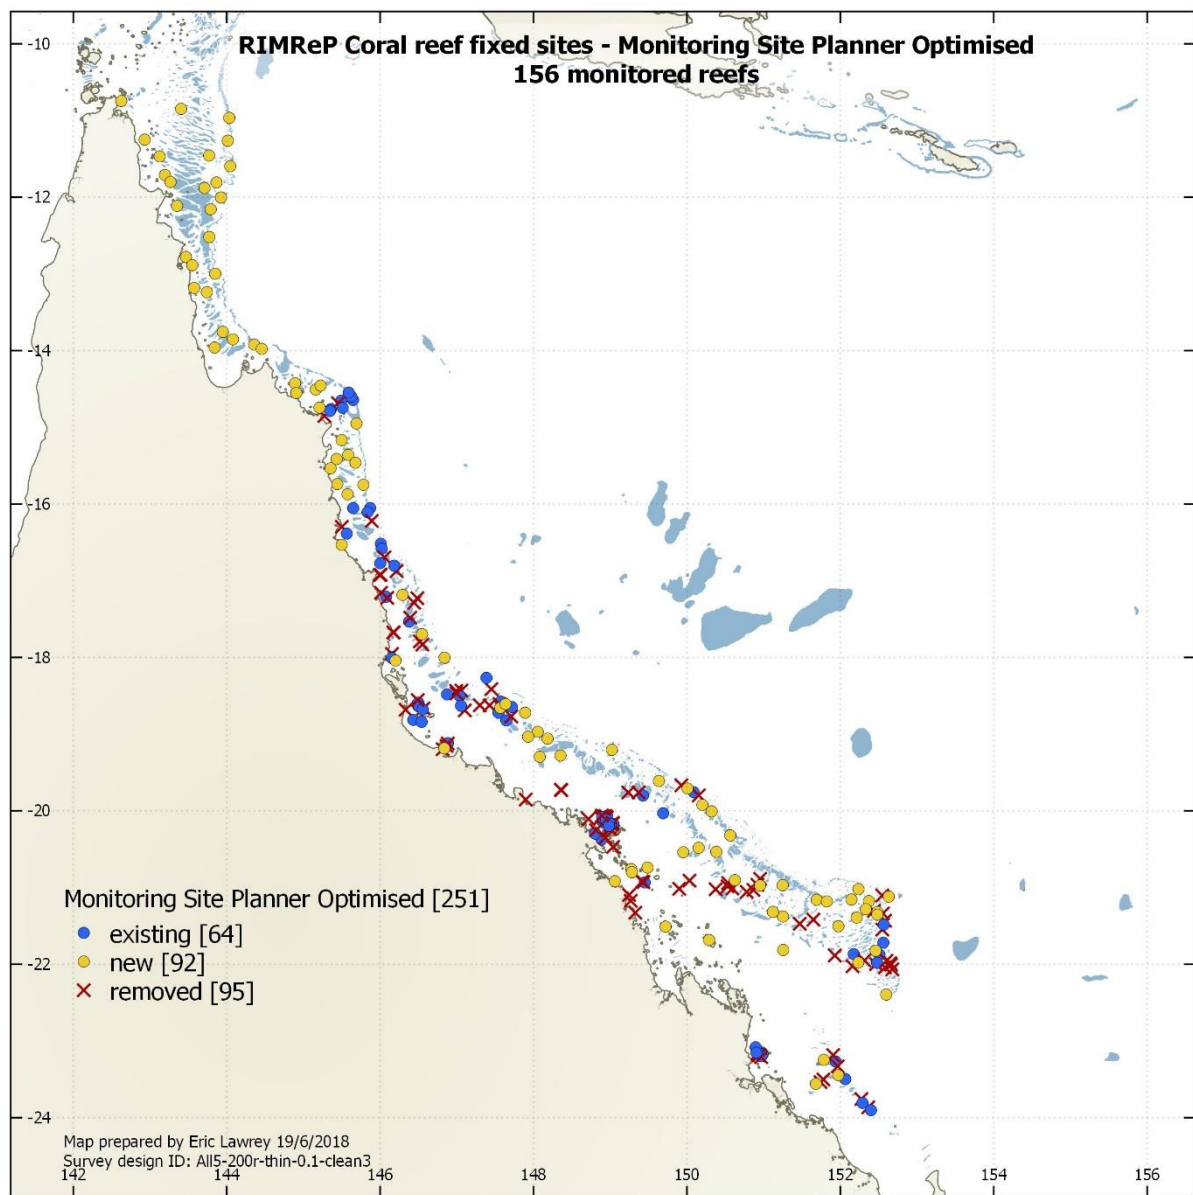 RIMReP Coral reef fixed sites - Monitoring Site Planner Optimised
156 monitored reefs
-10
-12
-14
-16
-18
-20
-22
-24
Monitoring Site Planner Optimised [251]
existing [64]
new [92]
removed [95]
Map prepared by Eric Lawrey 19/6/2018
Survey design ID: All5-200r-thin-0.1-clean3
142 144 146 148 150 152 154 156